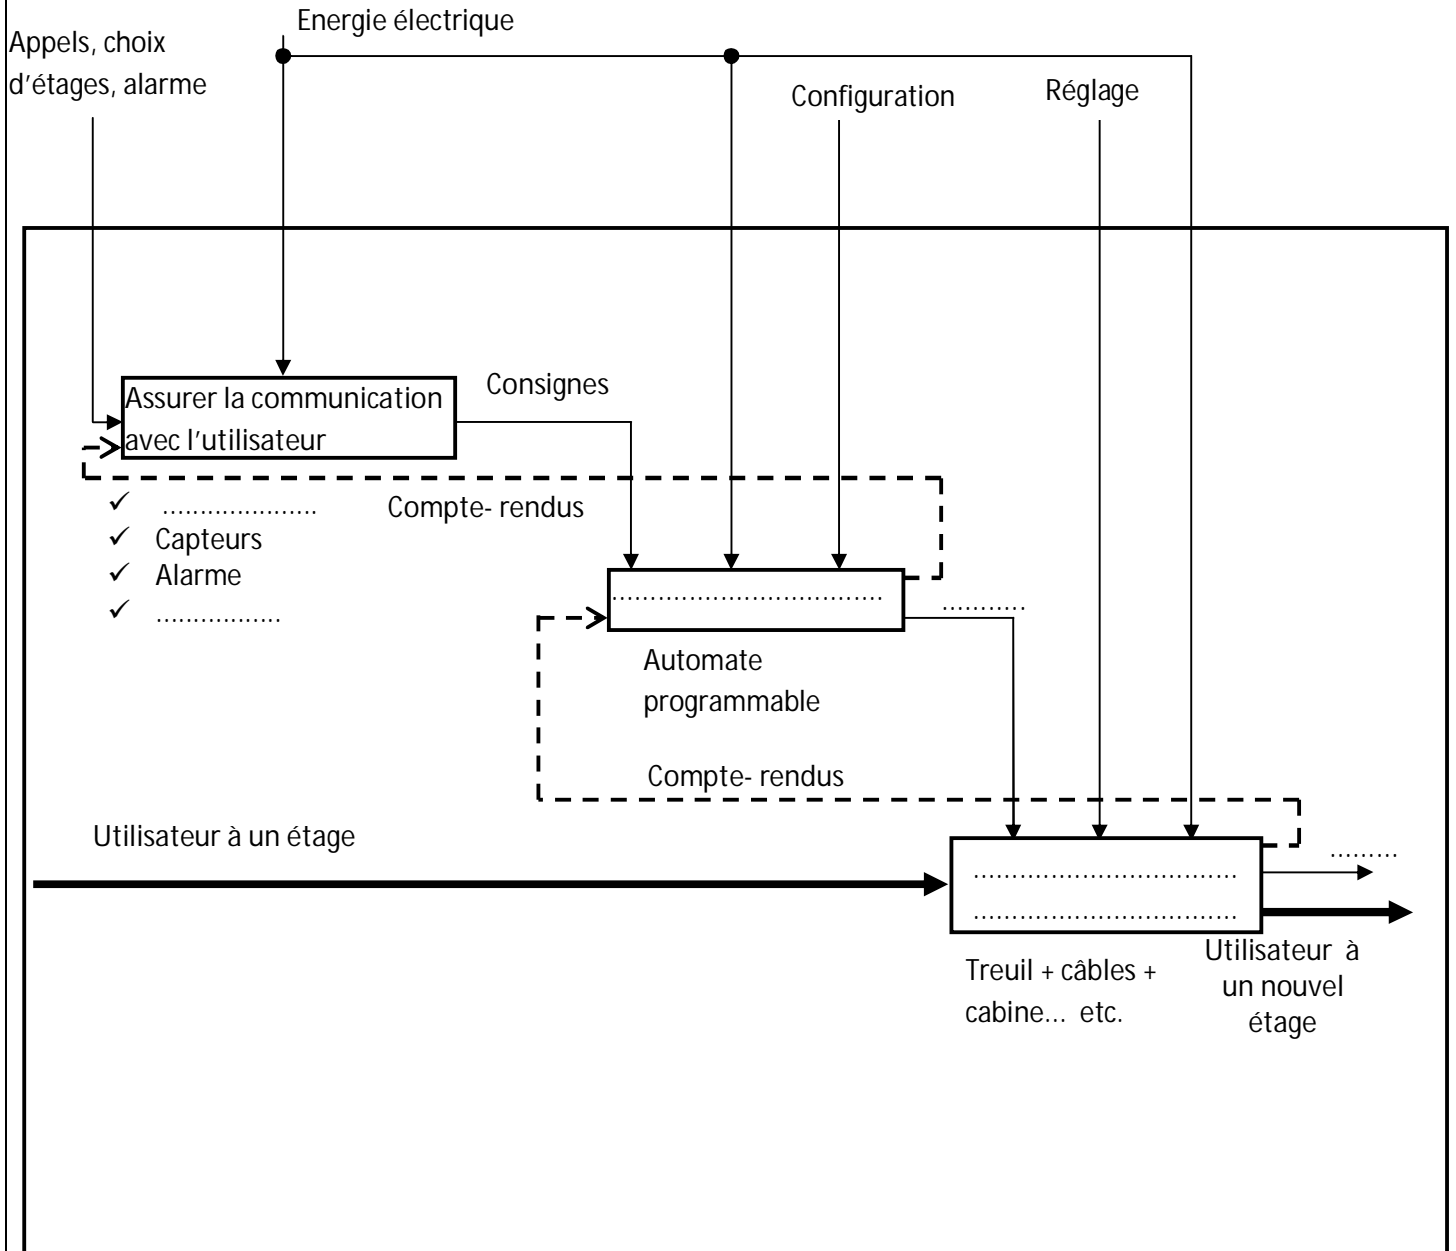 Energie électrique
Appels, choix
d'étages, alarme
Configuration
Réglage
Assurer la communication
avec l'utilisateur
Consignes
✓ .....................
✓ Capteurs
✓ Alarme
✓ .................
Compte- rendus
...................................
...........
Automate
programmable
Compte- rendus
Utilisateur à un étage
..................................
..................................
.........
Treuil + câbles +
cabine... etc.
Utilisateur à
un nouvel
étage